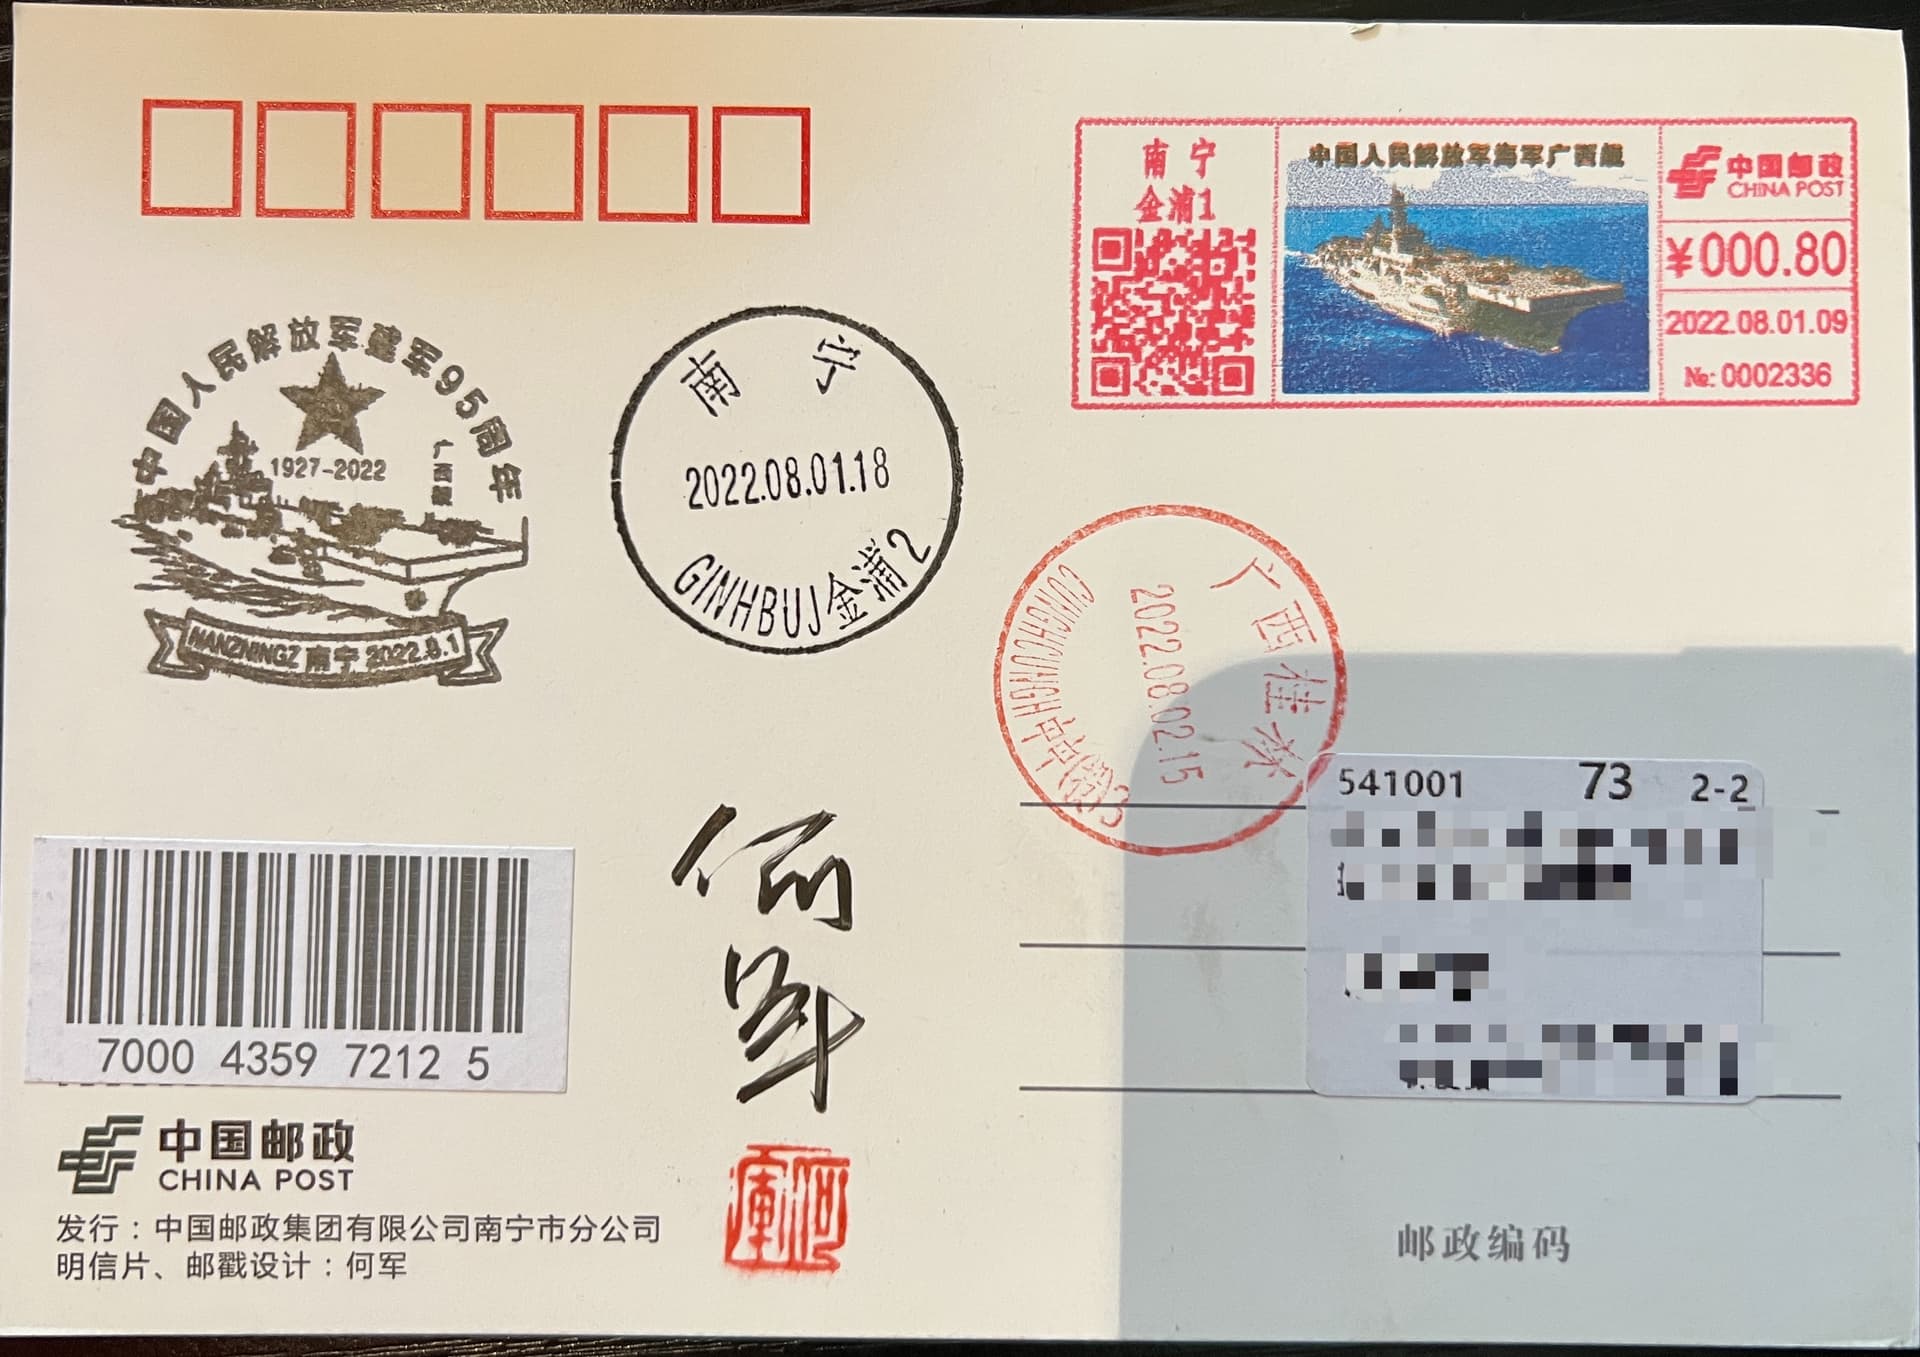 南宁
金浦1
中国人民解放军海军广西舰
中国邮政
CHINA POST
¥000.80
2022.08.01.09
№: 0002336
中国人民解放军建军95周年
1927-2022
广西舰
NANZNINGZ 南宁 2022.8.1
南宁
2022.08.01.18
GINHBUJ金浦2
广西桂林
2022.08.02.15
541001 73 2-2
7000 4359 7212 5
何军
何军
中国邮政
CHINA POST
发行：中国邮政集团有限公司南宁市分公司
明信片、邮戳设计：何军
邮政编码